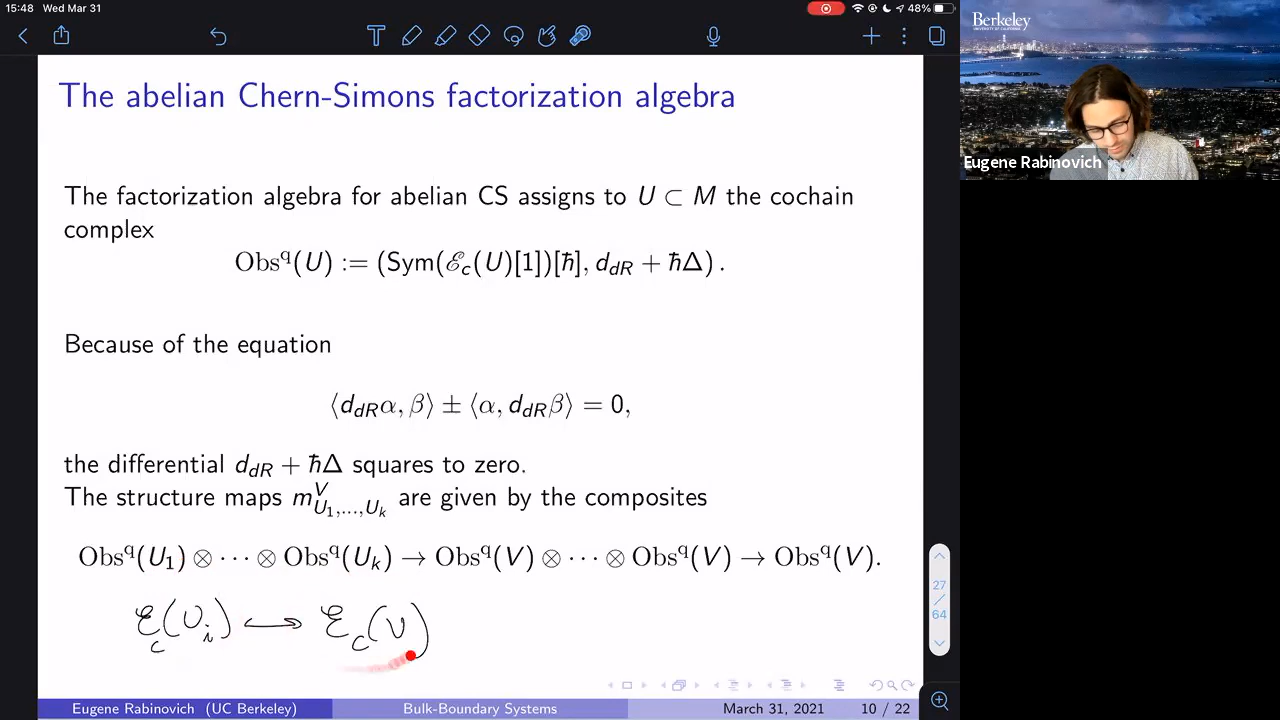 15:48 Wed Mar 31
48%
Berkeley
UNIVERSITY OF CALIFORNIA
The abelian Chern-Simons factorization algebra
The factorization algebra for abelian CS assigns to U ⊂ M the cochain
complex
Obs^q(U) := (Sym(ℰ_c(U)[1])[ℏ], d_dR + ℏΔ) .
Because of the equation
⟨d_dR α, β⟩ ± ⟨α, d_dR β⟩ = 0,
the differential d_dR + ℏΔ squares to zero.
The structure maps m^V_{U_1,...,U_k} are given by the composites
Obs^q(U_1) ⊗ ⋯ ⊗ Obs^q(U_k) → Obs^q(V) ⊗ ⋯ ⊗ Obs^q(V) → Obs^q(V).
ℰ_c(U_i) ↪ ℰ_c(V)
27
/
64
Eugene Rabinovich (UC Berkeley)
Bulk-Boundary Systems
March 31, 2021
10 / 22
Eugene Rabinovich